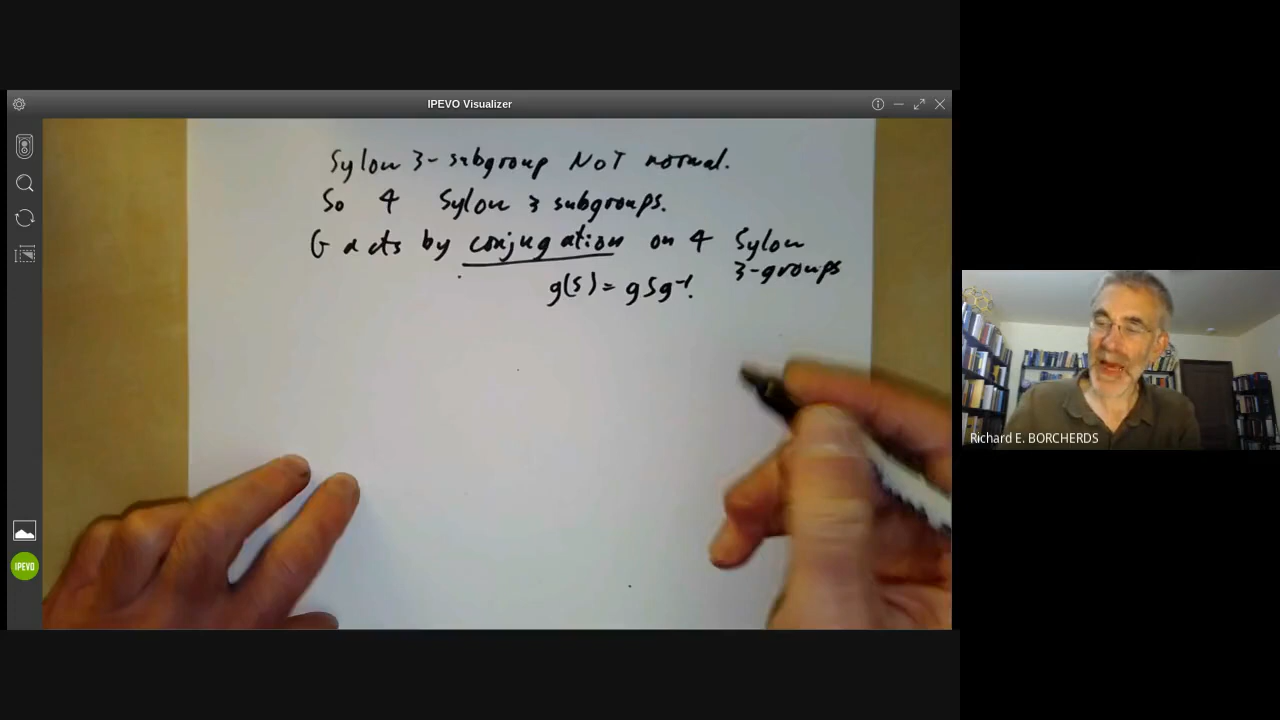 IPEVO Visualizer
Sylow 3-subgroup NOT normal.
So 4 Sylow 3 subgroups.
G acts by conjugation on 4 Sylow
3-groups
g(S) = gSg⁻¹.
IPEVO
Richard E. BORCHERDS